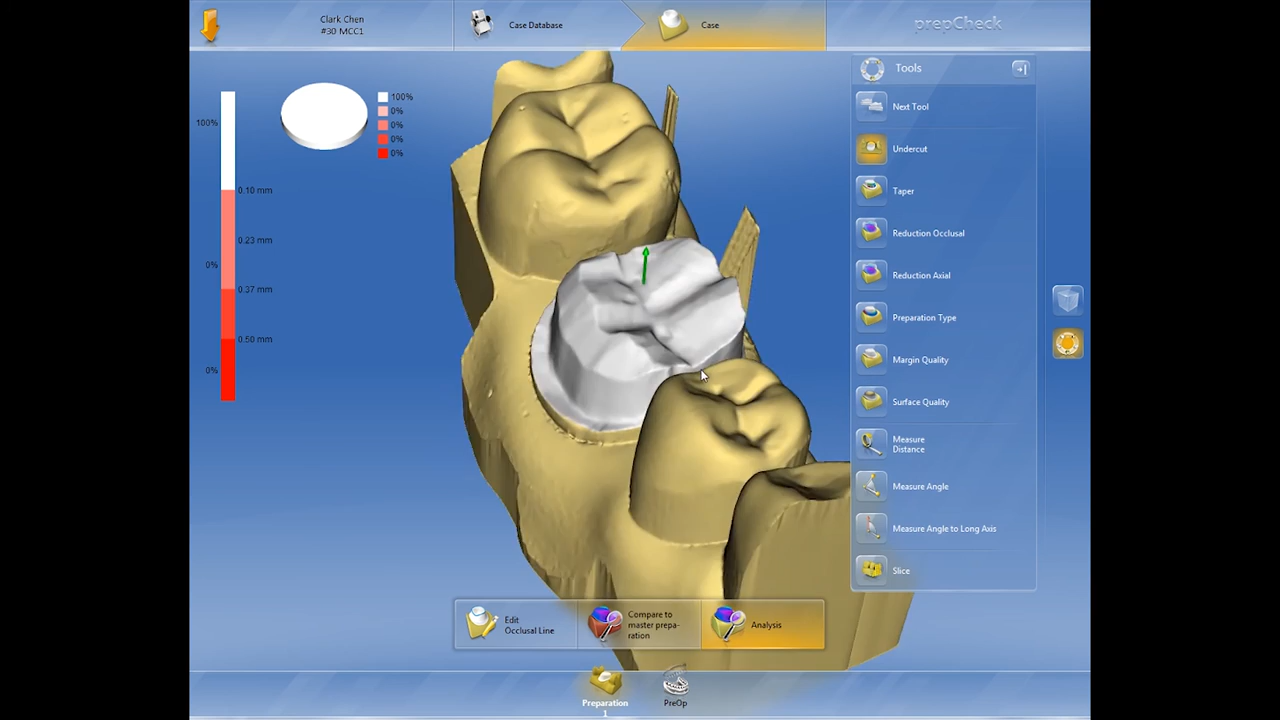 Clark Chen
#30 MCC1
Case Database
Case
prepCheck
100%
0.10 mm
0.23 mm
0%
0.37 mm
0.50 mm
0%
100%
0%
0%
0%
0%
Tools
Next Tool
Undercut
Taper
Reduction Occlusal
Reduction Axial
Preparation Type
Margin Quality
Surface Quality
Measure
Distance
Measure Angle
Measure Angle to Long Axis
Slice
Edit
Occlusal Line
Compare to
master prepa-
ration
Analysis
Preparation
1
PreOp